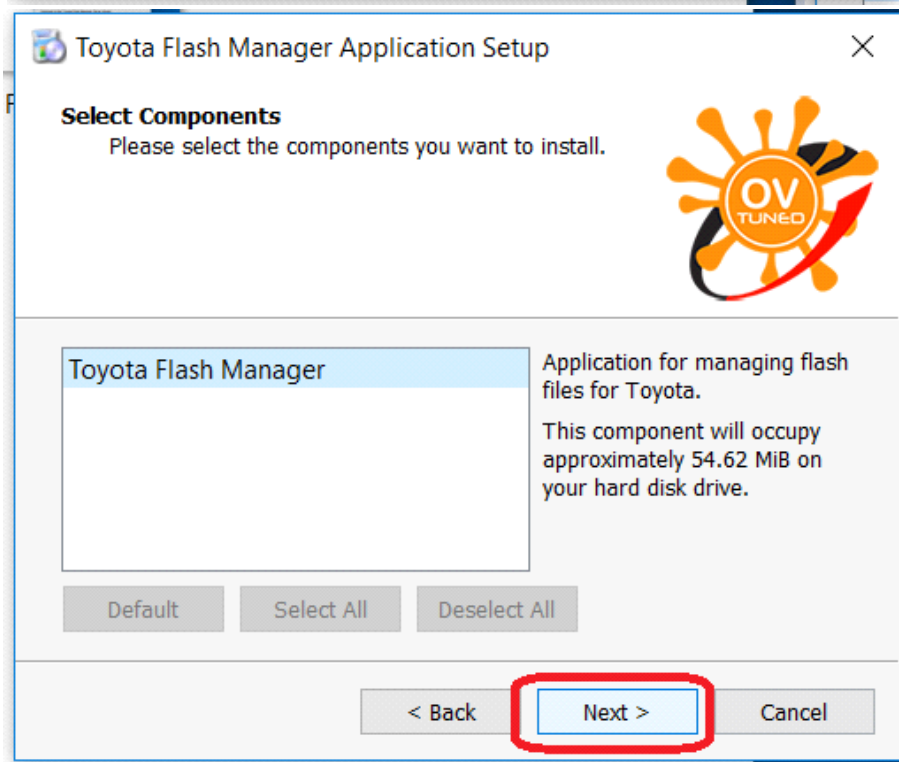 Toyota Flash Manager Application Setup
Select Components
Please select the components you want to install.
OV
TUNED
Toyota Flash Manager
Application for managing flash
files for Toyota.
This component will occupy
approximately 54.62 MiB on
your hard disk drive.
Default
Select All
Deselect All
< Back
Next >
Cancel